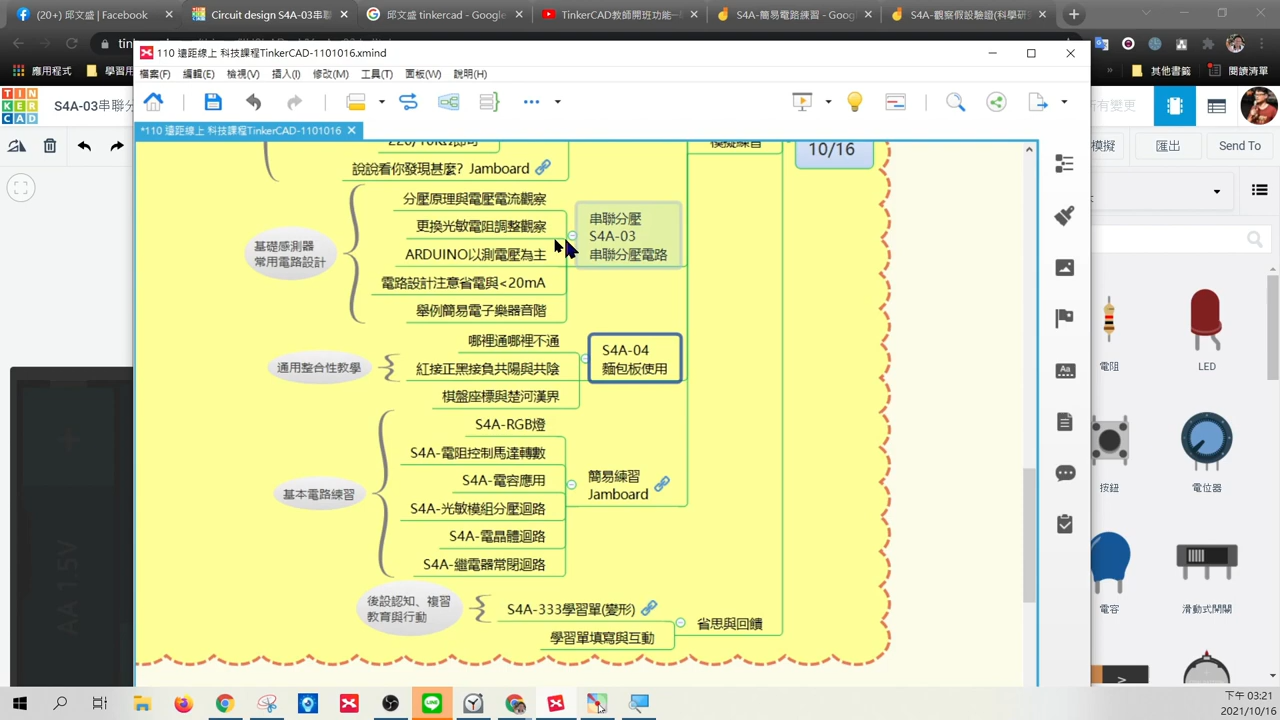 (20+) 邱文盛 | Facebook
Circuit design S4A-03串聯
邱文盛 tinkercad - Google
TinkerCAD教師開班功能一
S4A-簡易電路練習 - Google
S4A-觀察假設驗證(科學研
110 遠距線上 科技課程TinkerCAD-1101016.xmind
應用程式
學習用
其他書籤
閱讀清單
檔案(F) 編輯(E) 檢視(V) 插入(I) 修改(M) 工具(T) 面板(W) 說明(H)
TIN
KER
CAD
S4A-03串聯分
有變更
*110 遠距線上 科技課程TinkerCAD-1101016
模擬
匯出
Send To
模擬練習
10/16
說說看你發現甚麼? Jamboard
分壓原理與電壓電流觀察
更換光敏電阻調整觀察
ARDUINO以測電壓為主
電路設計注意省電與<20mA
舉例簡易電子樂器音階
基礎感測器
常用電路設計
串聯分壓
S4A-03
串聯分壓電路
哪裡通哪裡不通
紅接正黑接負共陽與共陰
棋盤座標與楚河漢界
通用整合性教學
S4A-04
麵包板使用
S4A-RGB燈
S4A-電阻控制馬達轉數
S4A-電容應用
S4A-光敏模組分壓迴路
S4A-電晶體迴路
S4A-繼電器常閉迴路
基本電路練習
簡易練習
Jamboard
後設認知、複習
教育與行動
S4A-333學習單(變形)
學習單填寫與互動
省思與回饋
電阻
LED
按鈕
電位器
電容
滑動式開關
AA 1.5V
下午 03:21
2021/10/16